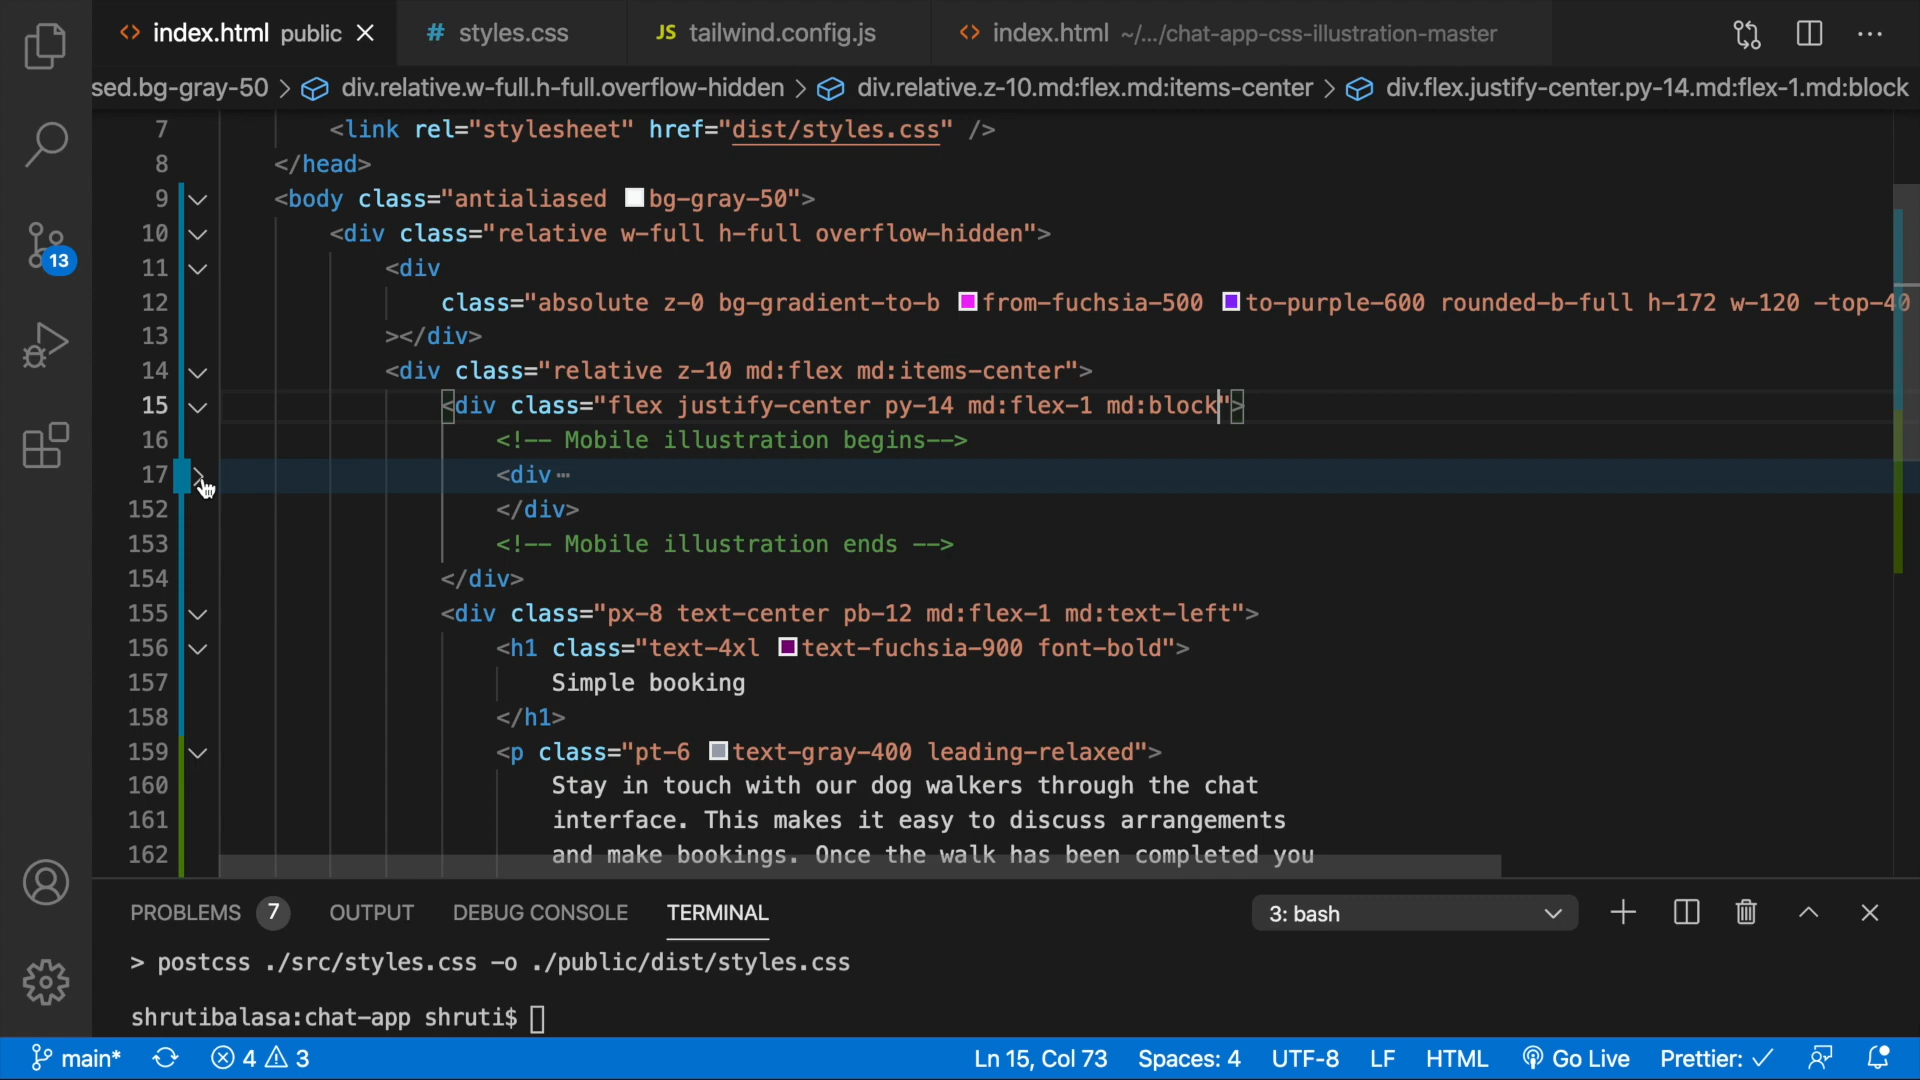 index.html public
# styles.css
JS tailwind.config.js
index.html ~/.../chat-app-css-illustration-master
sed.bg-gray-50 > div.relative.w-full.h-full.overflow-hidden > div.relative.z-10.md:flex.md:items-center > div.flex.justify-center.py-14.md:flex-1.md:block
7 <link rel="stylesheet" href="dist/styles.css" />
8 </head>
9 <body class="antialiased bg-gray-50">
10 <div class="relative w-full h-full overflow-hidden">
11 <div
12 class="absolute z-0 bg-gradient-to-b from-fuchsia-500 to-purple-600 rounded-b-full h-172 w-120 -top-40
13 ></div>
14 <div class="relative z-10 md:flex md:items-center">
15 <div class="flex justify-center py-14 md:flex-1 md:block">
16 <!-- Mobile illustration begins-->
17 <div⋯
152 </div>
153 <!-- Mobile illustration ends -->
154 </div>
155 <div class="px-8 text-center pb-12 md:flex-1 md:text-left">
156 <h1 class="text-4xl text-fuchsia-900 font-bold">
157 Simple booking
158 </h1>
159 <p class="pt-6 text-gray-400 leading-relaxed">
160 Stay in touch with our dog walkers through the chat
161 interface. This makes it easy to discuss arrangements
162 and make bookings. Once the walk has been completed you
13
PROBLEMS 7 OUTPUT DEBUG CONSOLE TERMINAL
3: bash
> postcss ./src/styles.css -o ./public/dist/styles.css
shrutibalasa:chat-app shruti$
main* 4 3 Ln 15, Col 73 Spaces: 4 UTF-8 LF HTML Go Live Prettier: ✓